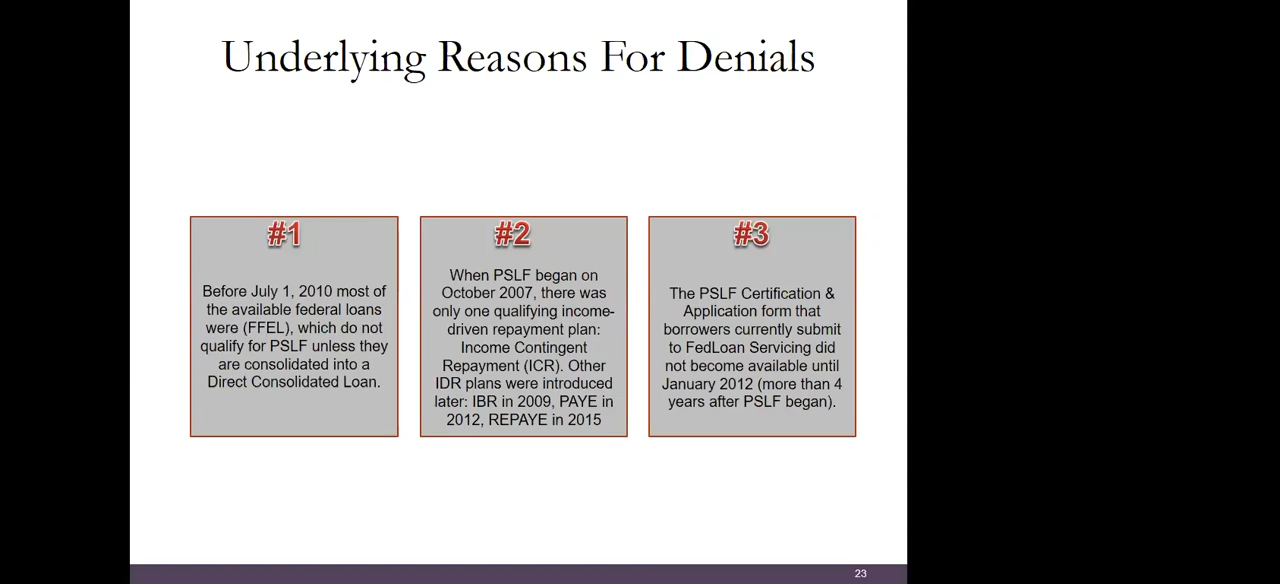 Underlying Reasons For Denials
#1
Before July 1, 2010 most of
the available federal loans
were (FFEL), which do not
qualify for PSLF unless they
are consolidated into a
Direct Consolidated Loan.
#2
When PSLF began on
October 2007, there was
only one qualifying income-
driven repayment plan:
Income Contingent
Repayment (ICR). Other
IDR plans were introduced
later: IBR in 2009, PAYE in
2012, REPAYE in 2015
#3
The PSLF Certification &
Application form that
borrowers currently submit
to FedLoan Servicing did
not become available until
January 2012 (more than 4
years after PSLF began).
23